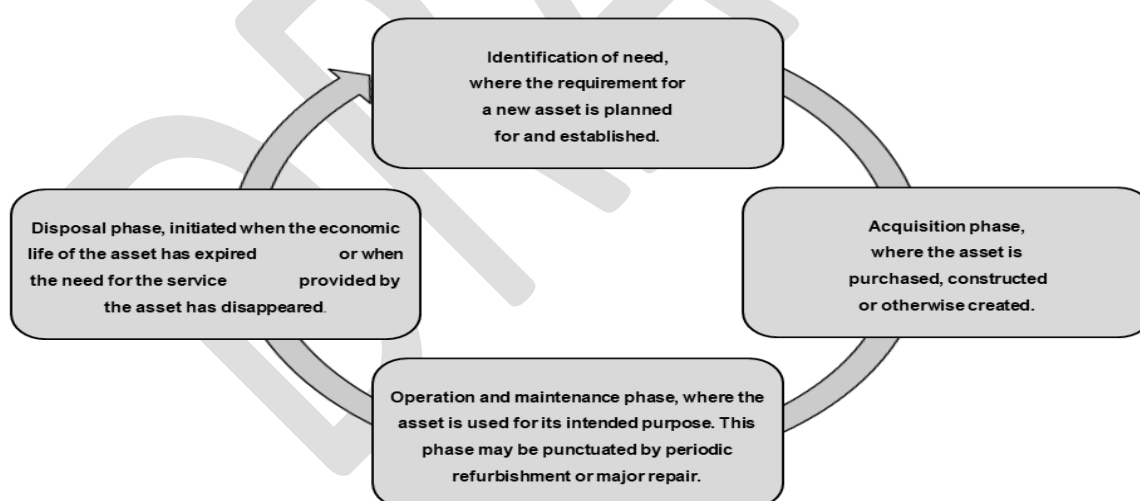 Identification of need,
where the requirement for
a new asset is planned
for and established.
Acquisition phase,
where the asset is
purchased, constructed
or otherwise created.
Operation and maintenance phase, where the
asset is used for its intended purpose. This
phase may be punctuated by periodic
refurbishment or major repair.
Disposal phase, initiated when the economic
life of the asset has expired or when
the need for the service provided by
the asset has disappeared.